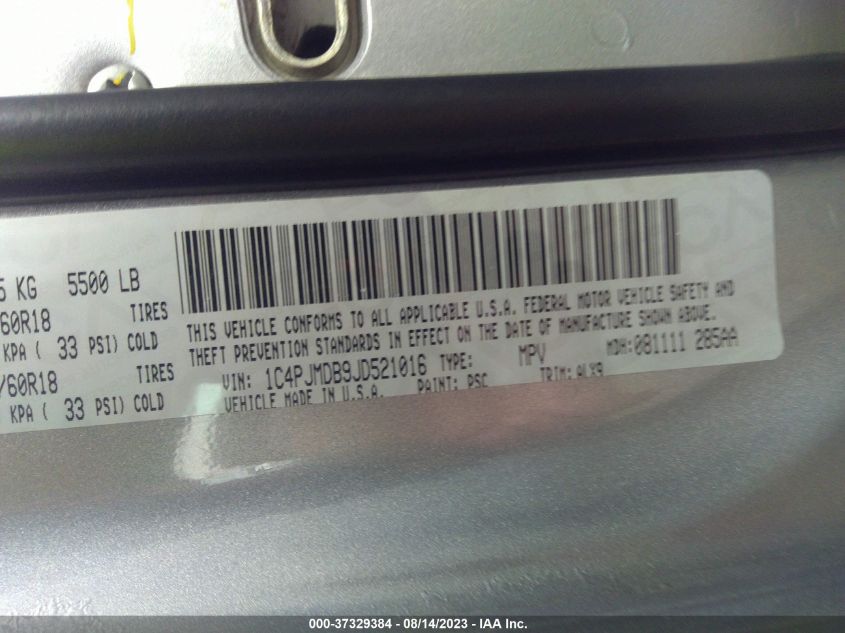 5 KG 5500 LB
/60R18 TIRES
KPA ( 33 PSI) COLD
/60R18 TIRES
KPA ( 33 PSI) COLD
THIS VEHICLE CONFORMS TO ALL APPLICABLE U.S.A. FEDERAL MOTOR VEHICLE SAFETY AND
THEFT PREVENTION STANDARDS IN EFFECT ON THE DATE OF MANUFACTURE SHOWN ABOVE.
VIN: 1C4PJMDB9JD521016 TYPE: MPV MDH: 081111 285AA
VEHICLE MADE IN U.S.A. PAINT: PSC TRIM: ALX9
000-37329384 - 08/14/2023 - IAA Inc.